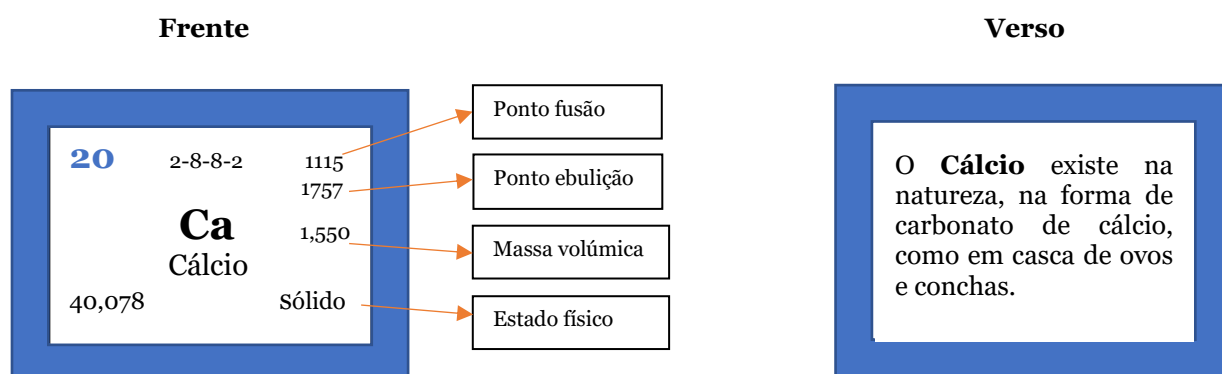 Frente
Verso
20 2-8-8-2 1115
1757
Ca
1,550
Cálcio
40,078 Sólido
Ponto fusão
Ponto ebulição
Massa volúmica
Estado físico
O Cálcio existe na
natureza, na forma de
carbonato de cálcio,
como em casca de ovos
e conchas.